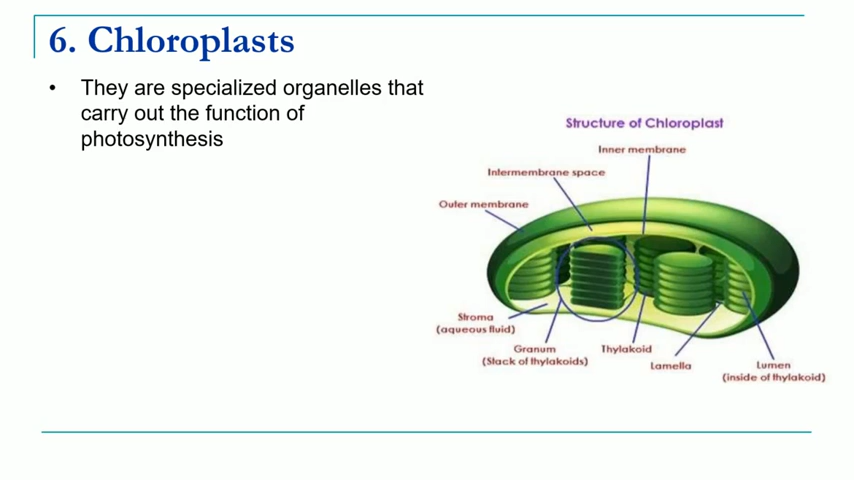 6. Chloroplasts
• They are specialized organelles that
carry out the function of
photosynthesis
Structure of Chloroplast
Inner membrane
Intermembrane space
Outer membrane
Stroma
(aqueous fluid)
Granum
(Stack of thylakoids)
Thylakoid
Lamella
Lumen
(inside of thylakoid)